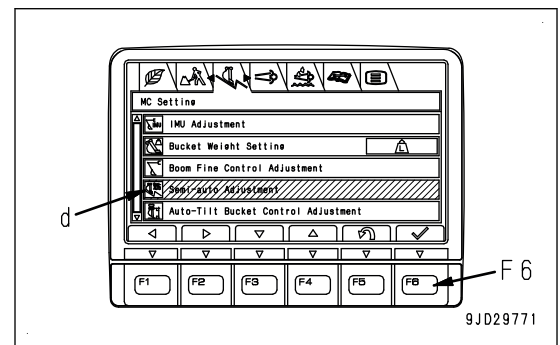 MC Setting
IMU Adjustment
Bucket Weight Setting L
Boom Fine Control Adjustment
d Semi-auto Adjustment
Auto-Tilt Bucket Control Adjustment
F1 F2 F3 F4 F5 F6 F6
9JD29771